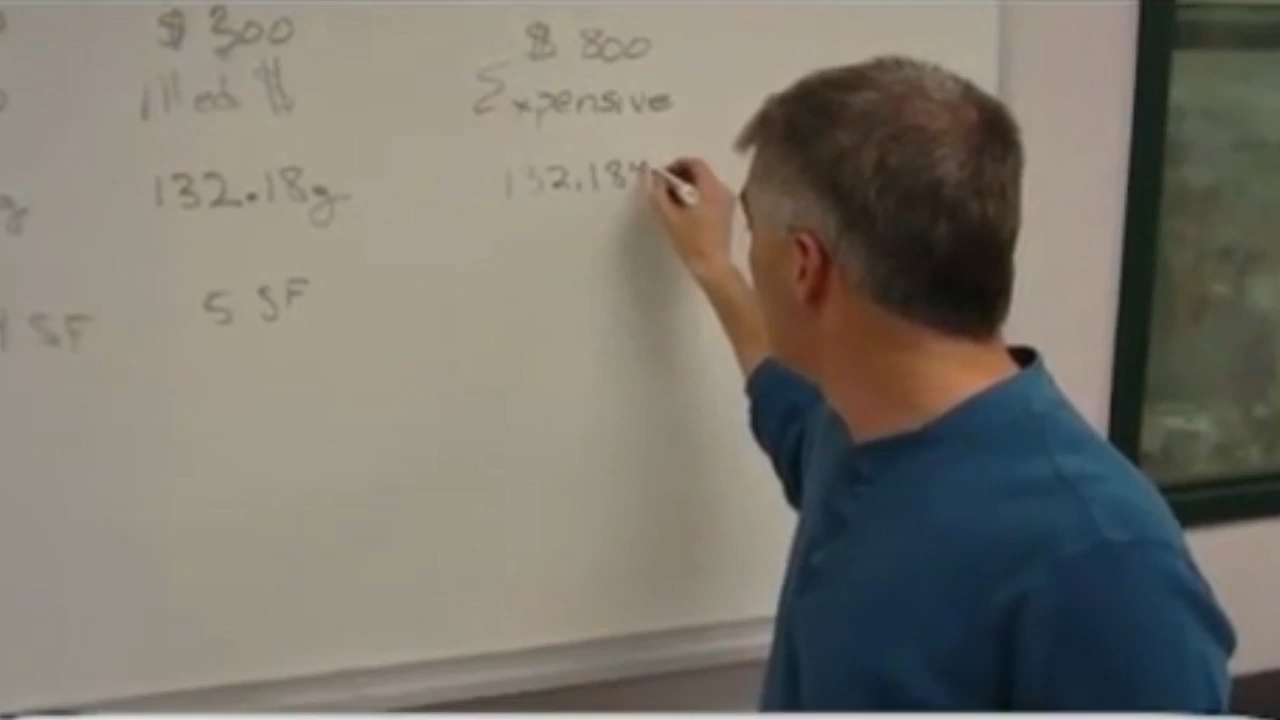 $ 300
$ 800
Med $
Expensive
132.18g
132.184
5 SF
SF